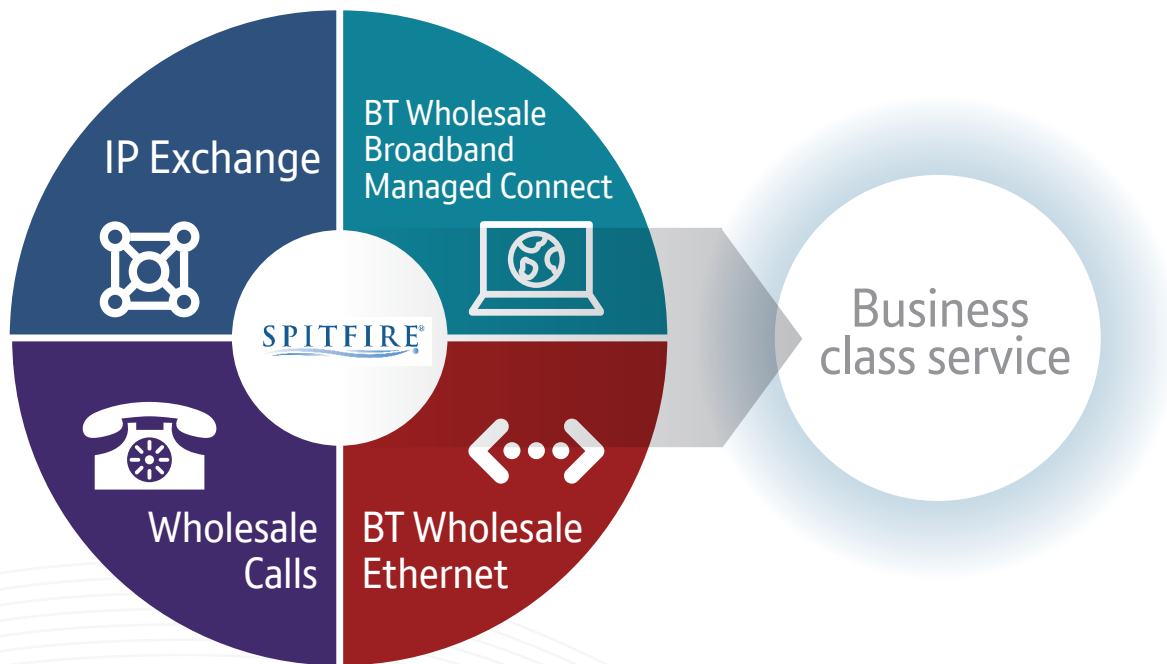 IP Exchange
BT Wholesale
Broadband
Managed Connect
SPITFIRE®
Wholesale
Calls
BT Wholesale
Ethernet
Business
class service